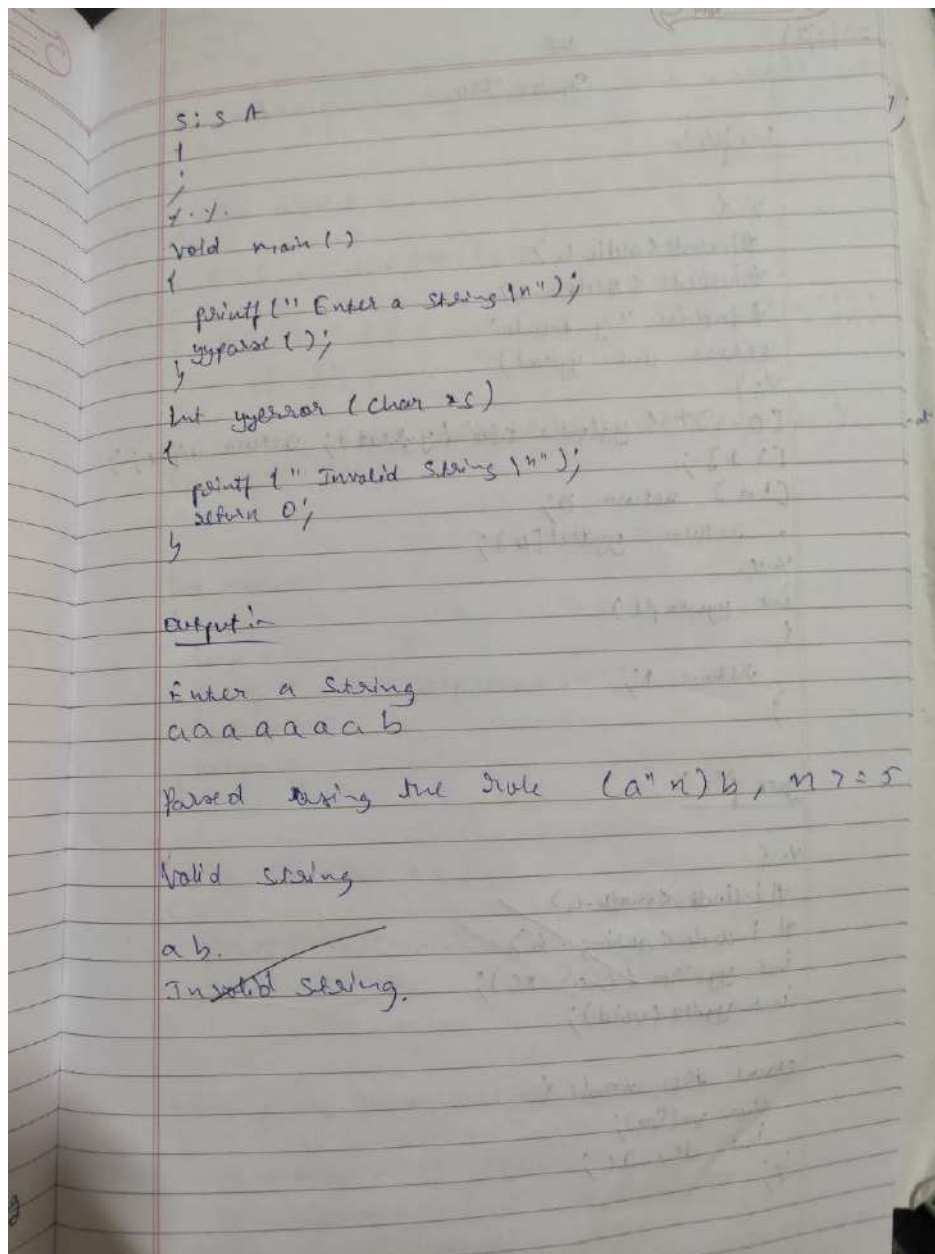 S: S A
|
;
%.%.
void main()
{
printf("Enter a string \n");
yyparse();
}
int yyerror (char *s)
{
printf ("Invalid string \n");
return 0;
}
Output:-
Enter a string
aaaaaaab
Parsed using the rule (a^n)b, n >= 5
Valid string
ab.
Invalid string.